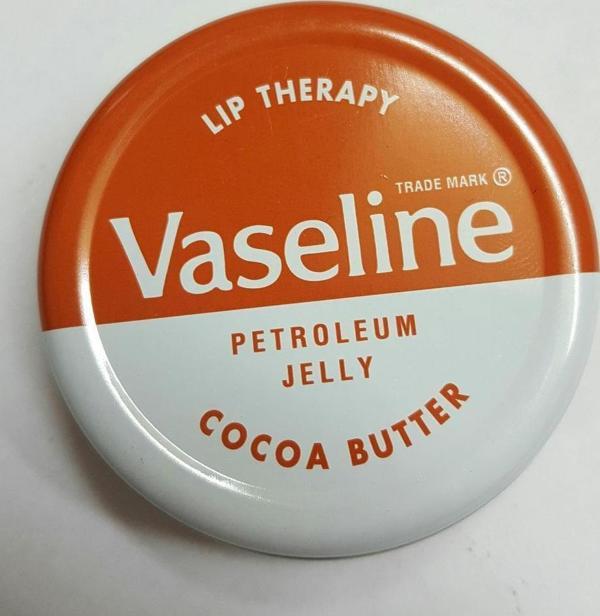 LIP THERAPY
TRADE MARK ®
Vaseline
PETROLEUM
JELLY
COCOA BUTTER